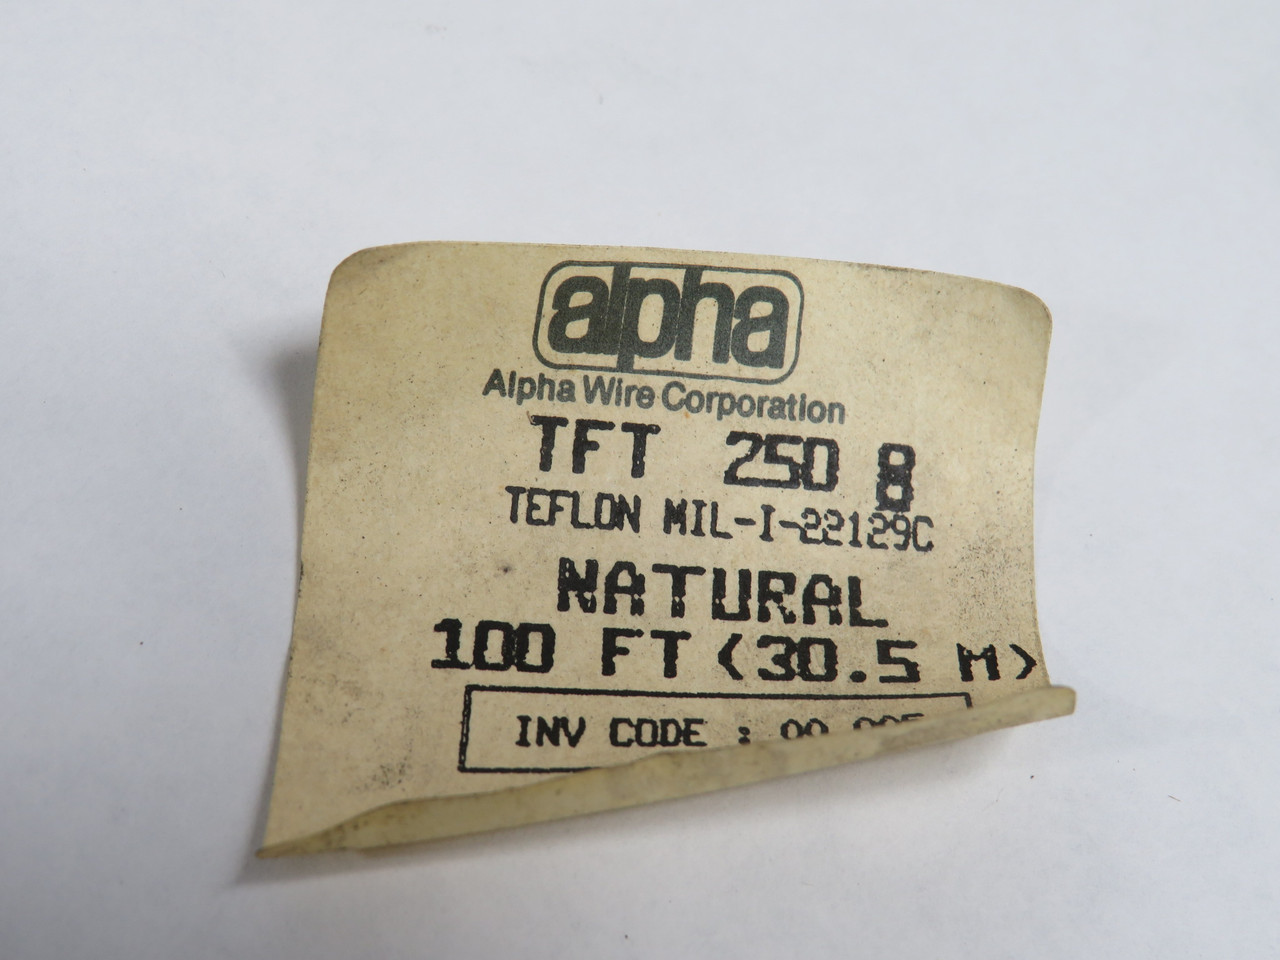 alpha
Alpha Wire Corporation
TFT 250 8
TEFLON MIL-I-22129C
NATURAL
100 FT (30.5 M)
INV CODE :